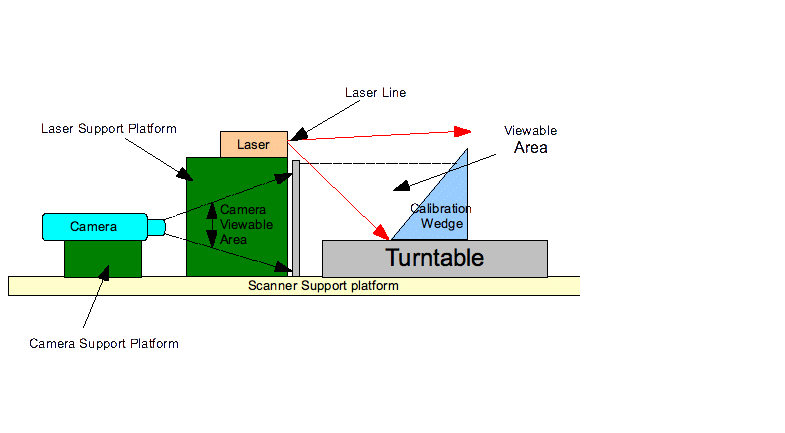 Laser Line
Laser Support Platform
Viewable
Area
Laser
Camera
Viewable
Area
Calibration
Wedge
Camera
Turntable
Scanner Support platform
Camera Support Platform